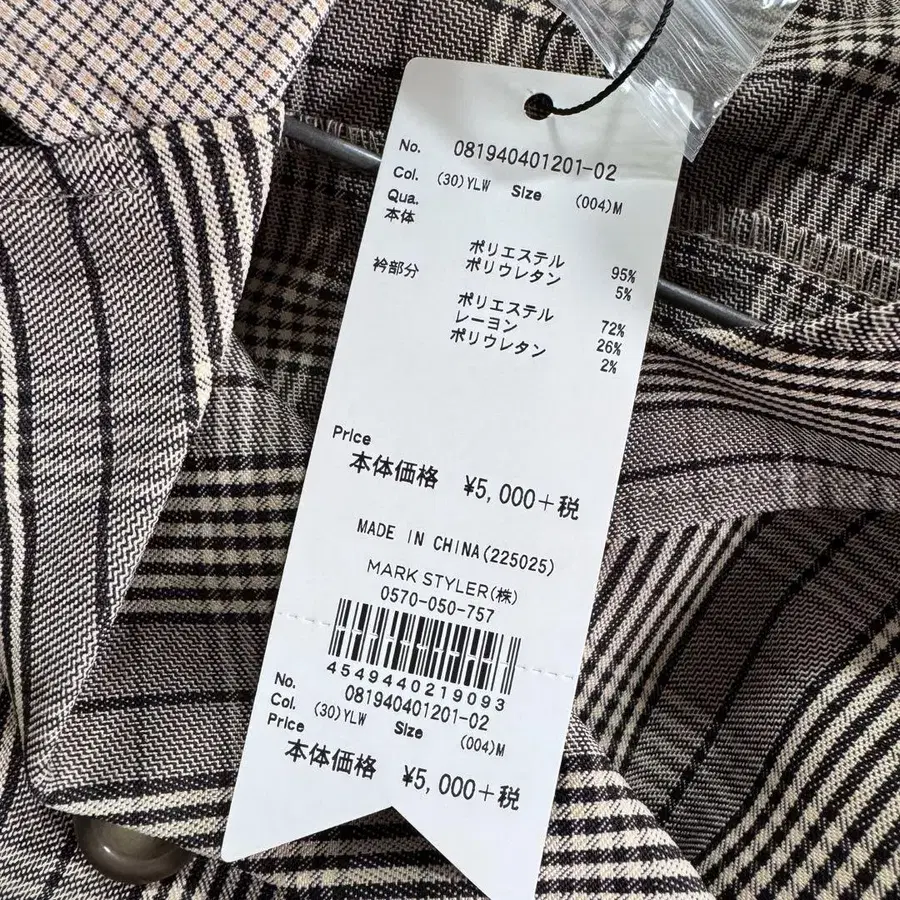 No. 081940401201-02
Col. (30)YLW Size (004)M
Qua.
本体
ポリエステル 95%
ポリウレタン 5%
衿部分
ポリエステル 72%
レーヨン 26%
ポリウレタン 2%
Price
本体価格 ¥5,000+税
MADE IN CHINA(225025)
MARK STYLER(株)
0570-050-757
4549440219093
No. 081940401201-02
Col. (30)YLW Size (004)M
Price
本体価格 ¥5,000+税